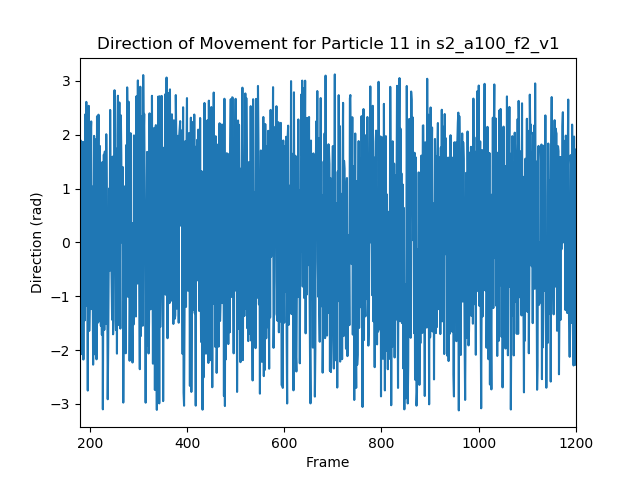 Direction of Movement for Particle 11 in s2_a100_f2_v1
3
2
1
0
−1
−2
−3
Direction (rad)
200 400 600 800 1000 1200
Frame